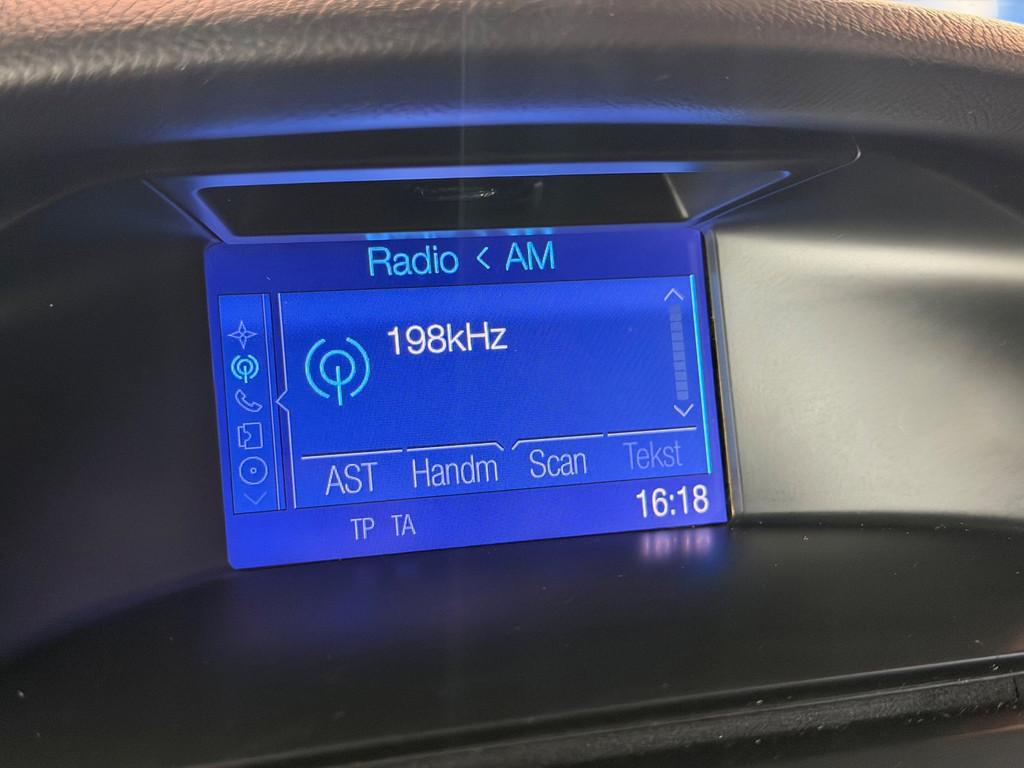 Radio < AM
198kHz
AST Handm Scan Tekst
TP TA 16:18